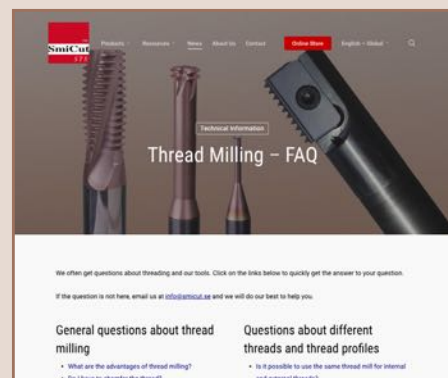 SmiCut
STS
Products
Resources
News
About Us
Contact
Online Store
English – Global
Technical Information
Thread Milling – FAQ
We often get questions about threading and our tools. Click on the links below to quickly get the answer to your question.
If the question is not here, email us at info@smicut.se and we will do our best to help you.
General questions about thread
milling
• What are the advantages of thread milling?
Questions about different
threads and thread profiles
• Is it possible to use the same thread mill for internal